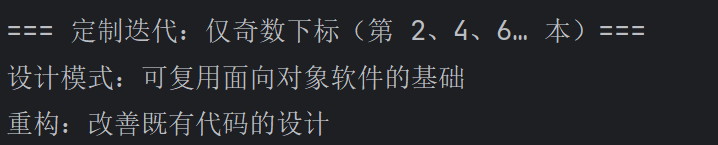 === 定制迭代：仅奇数下标（第 2、4、6… 本）===
设计模式：可复用面向对象软件的基础
重构：改善既有代码的设计